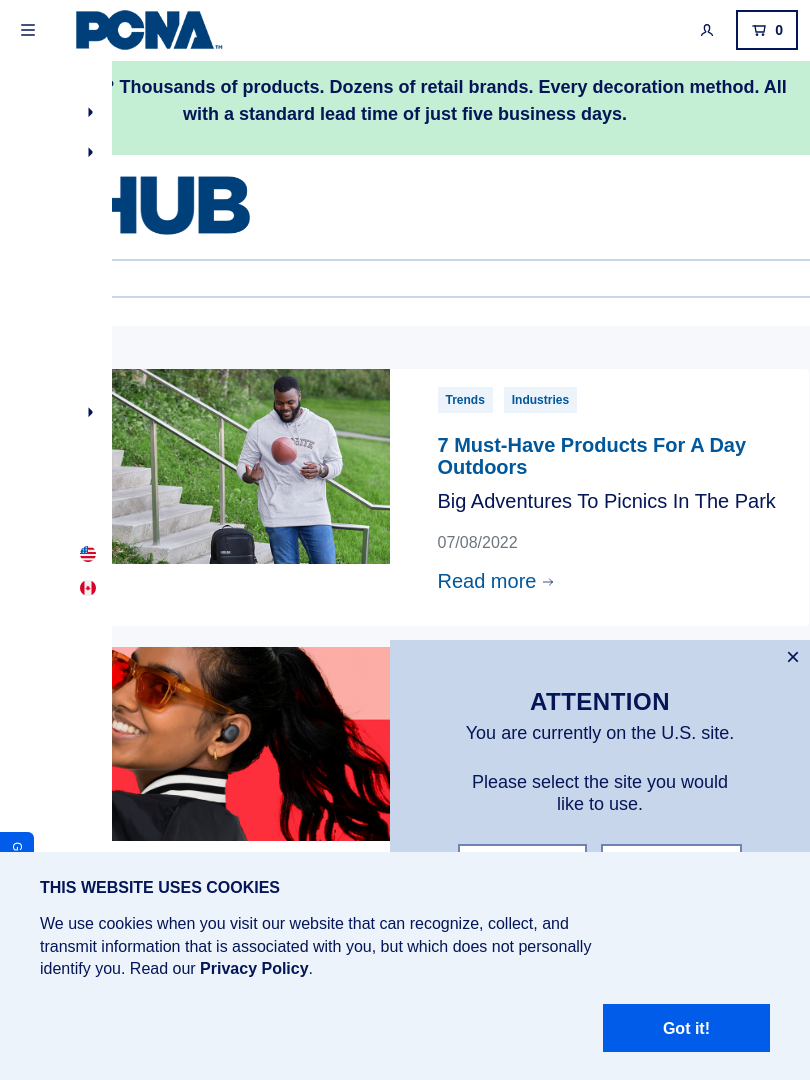 PCNA™
0
? Thousands of products. Dozens of retail brands. Every decoration method. All
with a standard lead time of just five business days.
HUB
Trends Industries
7 Must-Have Products For A Day
Outdoors
Big Adventures To Picnics In The Park
07/08/2022
Read more
ATTENTION
You are currently on the U.S. site.
Please select the site you would
like to use.
G
THIS WEBSITE USES COOKIES
We use cookies when you visit our website that can recognize, collect, and
transmit information that is associated with you, but which does not personally
identify you. Read our Privacy Policy.
Got it!